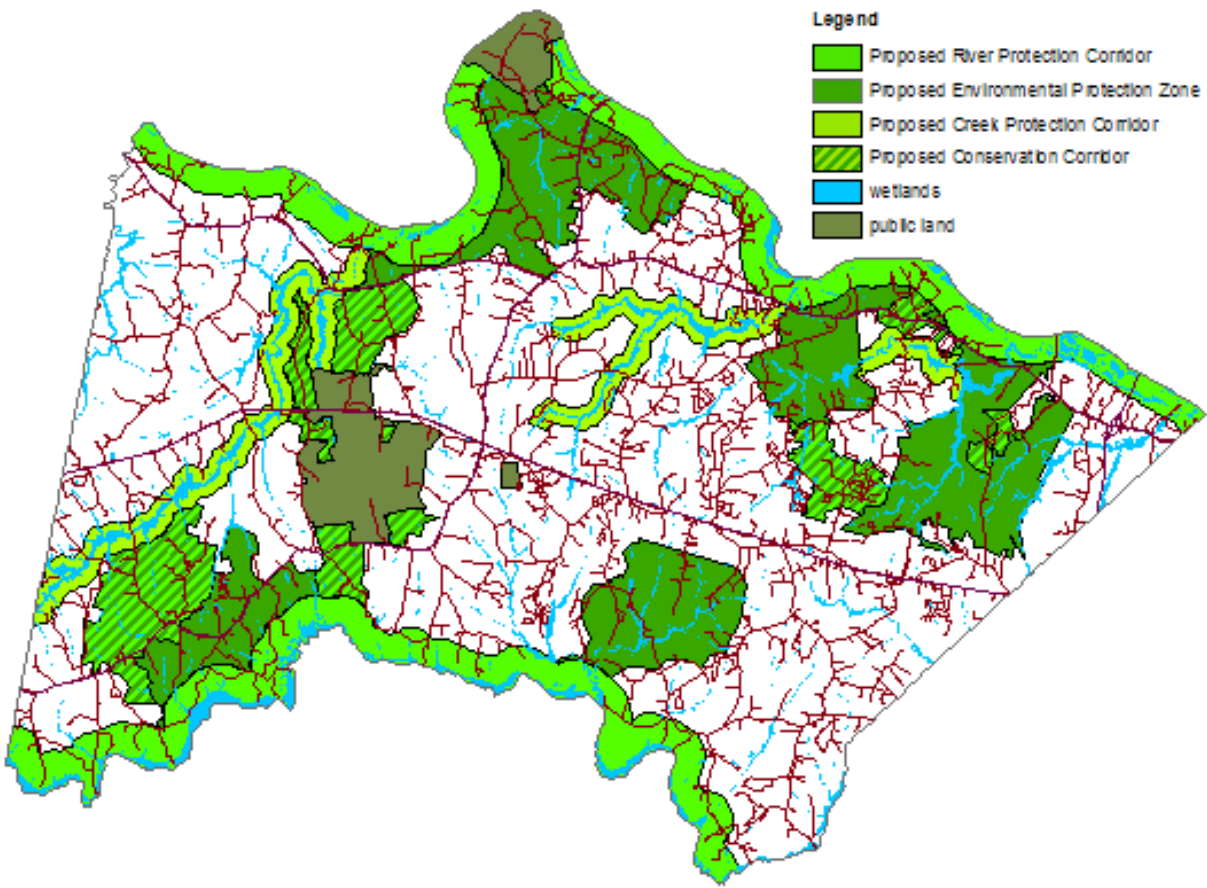 Legend
Proposed River Protection Corridor
Proposed Environmental Protection Zone
Proposed Creek Protection Corridor
Proposed Conservation Corridor
wetlands
public land